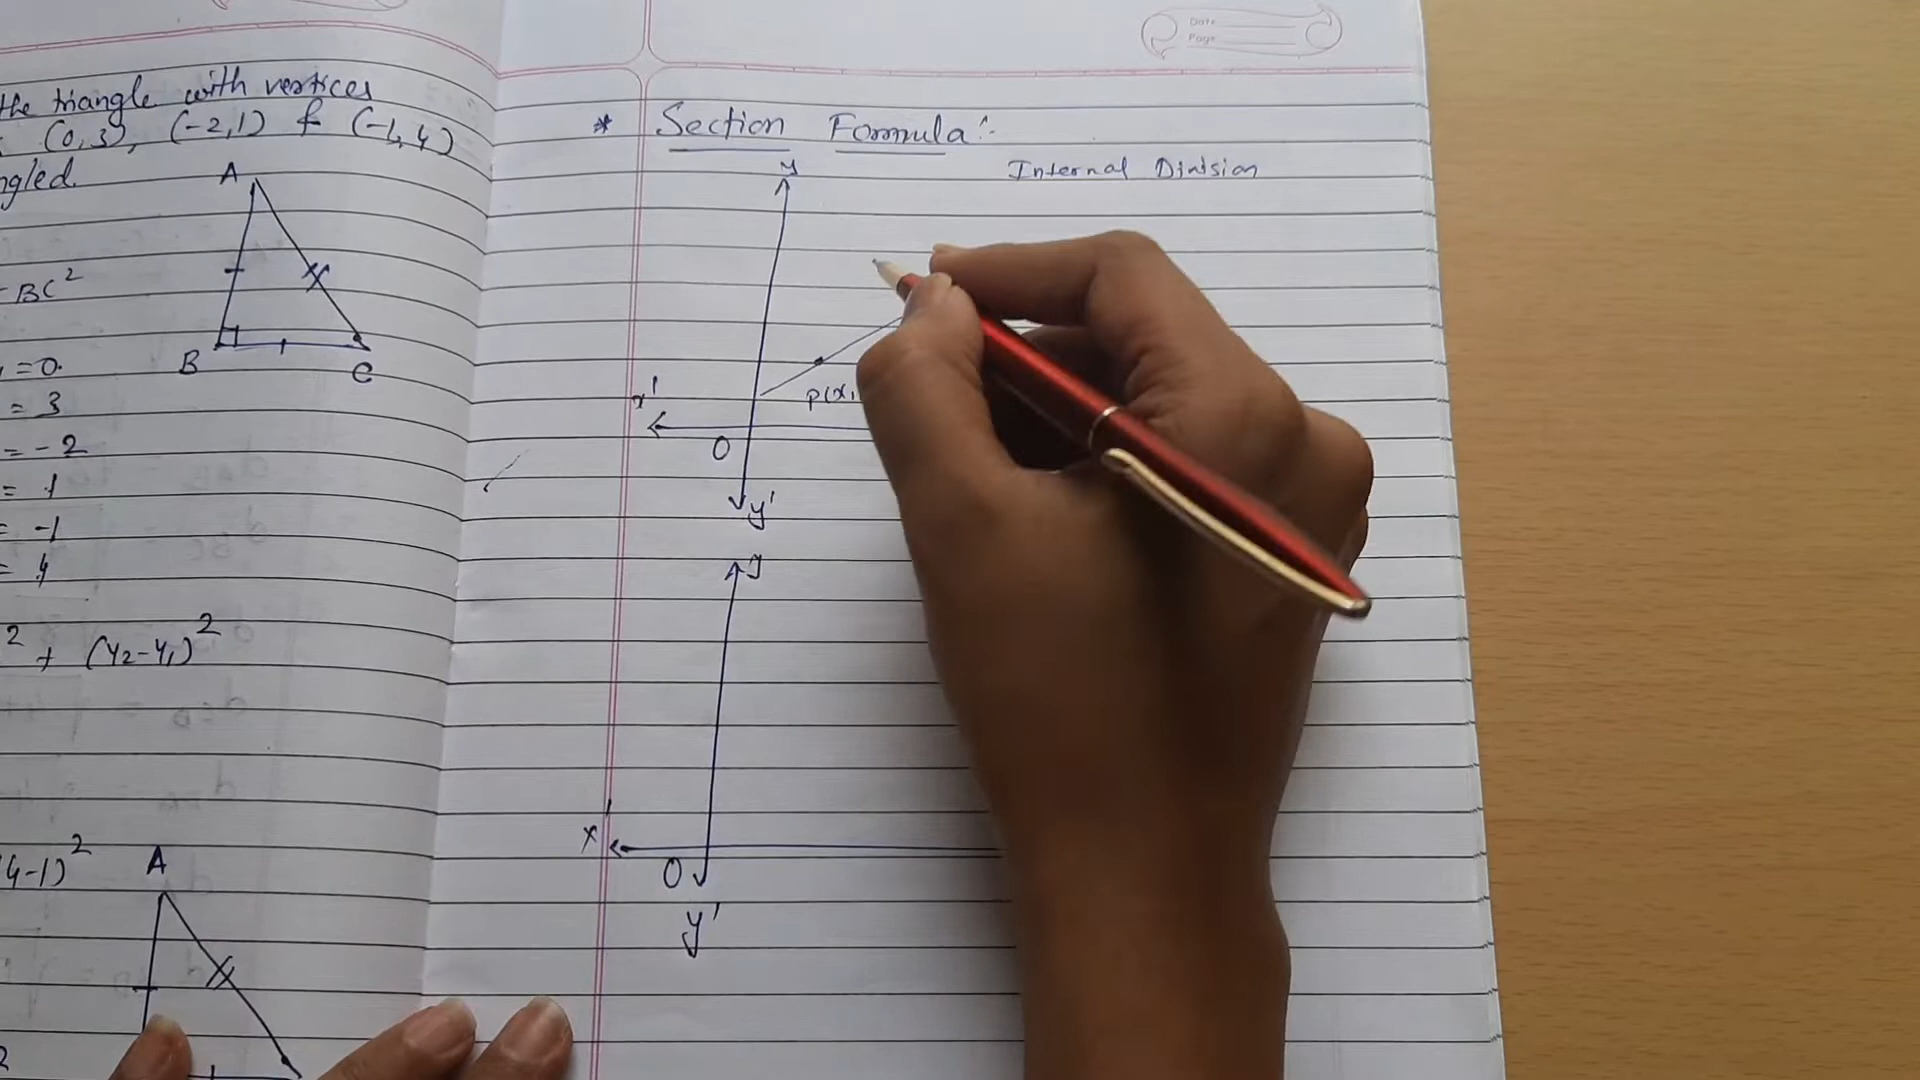 the triangle with vertices
(0,3), (-2,1) & (-1,4)
ngled.
A
- BC²
B
C
= 0.
= 3
= -2
= 1
= -1
= 4
² + (y₂-y₁)²
(4-1)²
A
2
Date
Page
* Section Formula :-
Internal Division
y
x'
p(x,
O
y'
y
x'
O
y'